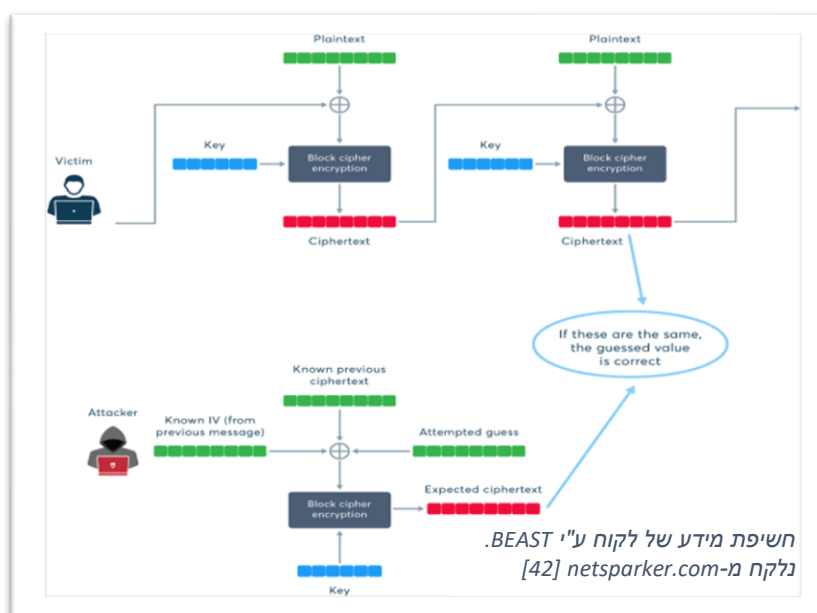 Plaintext
Plaintext
Key
Key
Victim
Block cipher
encryption
Block cipher
encryption
Ciphertext
Ciphertext
If these are the same,
the guessed value
is correct
Known previous
ciphertext
Attacker
Known IV (from
previous message)
Attempted guess
Block cipher
encryption
Expected ciphertext
Key
חשיפת מידע של לקוח ע"י BEAST.
נלקח מ-netsparker.com [42]